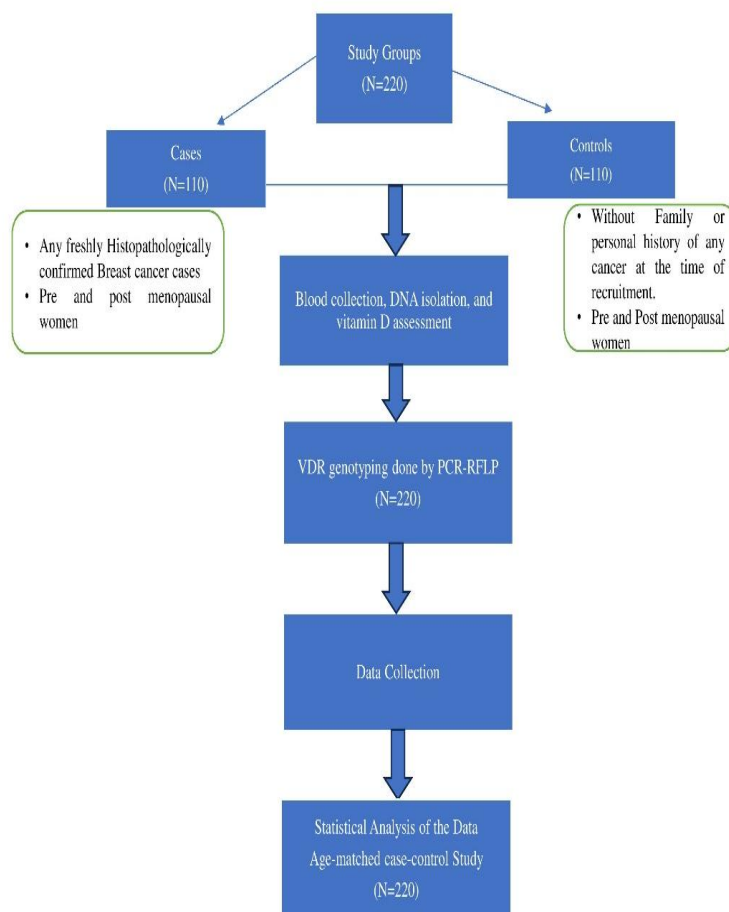 Study Groups
(N=220)
Cases
(N=110)
Controls
(N=110)
• Any freshly Histopathologically
confirmed Breast cancer cases
• Pre and post menopausal
women
• Without Family or
personal history of any
cancer at the time of
recruitment.
• Pre and Post menopausal
women
Blood collection, DNA isolation, and
vitamin D assessment
VDR genotyping done by PCR-RFLP
(N=220)
Data Collection
Statistical Analysis of the Data
Age-matched case-control Study
(N=220)